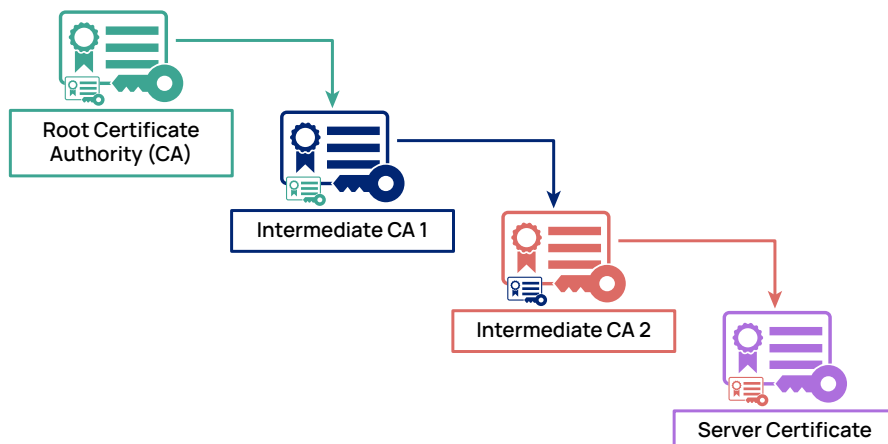 Root Certificate
Authority (CA)
Intermediate CA 1
Intermediate CA 2
Server Certificate